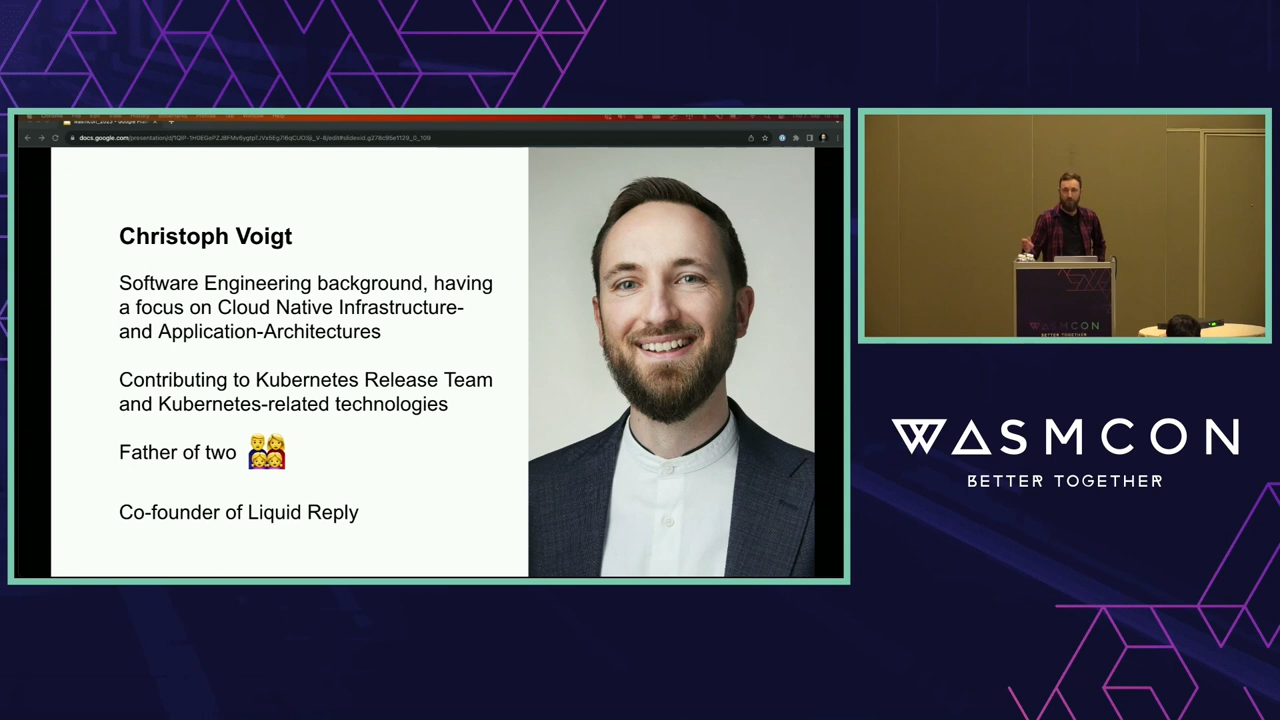 Christoph Voigt
Software Engineering background, having
a focus on Cloud Native Infrastructure-
and Application-Architectures
Contributing to Kubernetes Release Team
and Kubernetes-related technologies
Father of two
Co-founder of Liquid Reply
WASMCON
WASMCON
BETTER TOGETHER